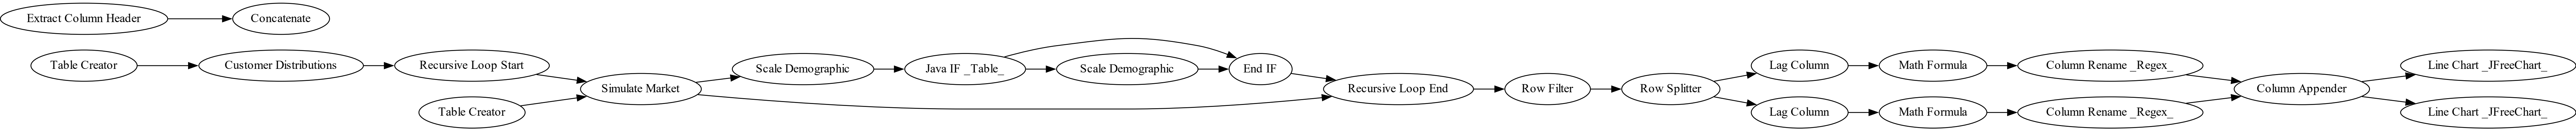 Extract Column Header
Concatenate
Table Creator
Customer Distributions
Recursive Loop Start
Table Creator
Simulate Market
Scale Demographic
Java IF _Table_
Scale Demographic
End IF
Recursive Loop End
Row Filter
Row Splitter
Lag Column
Math Formula
Column Rename _Regex_
Lag Column
Math Formula
Column Rename _Regex_
Column Appender
Line Chart _JFreeChart_
Line Chart _JFreeChart_